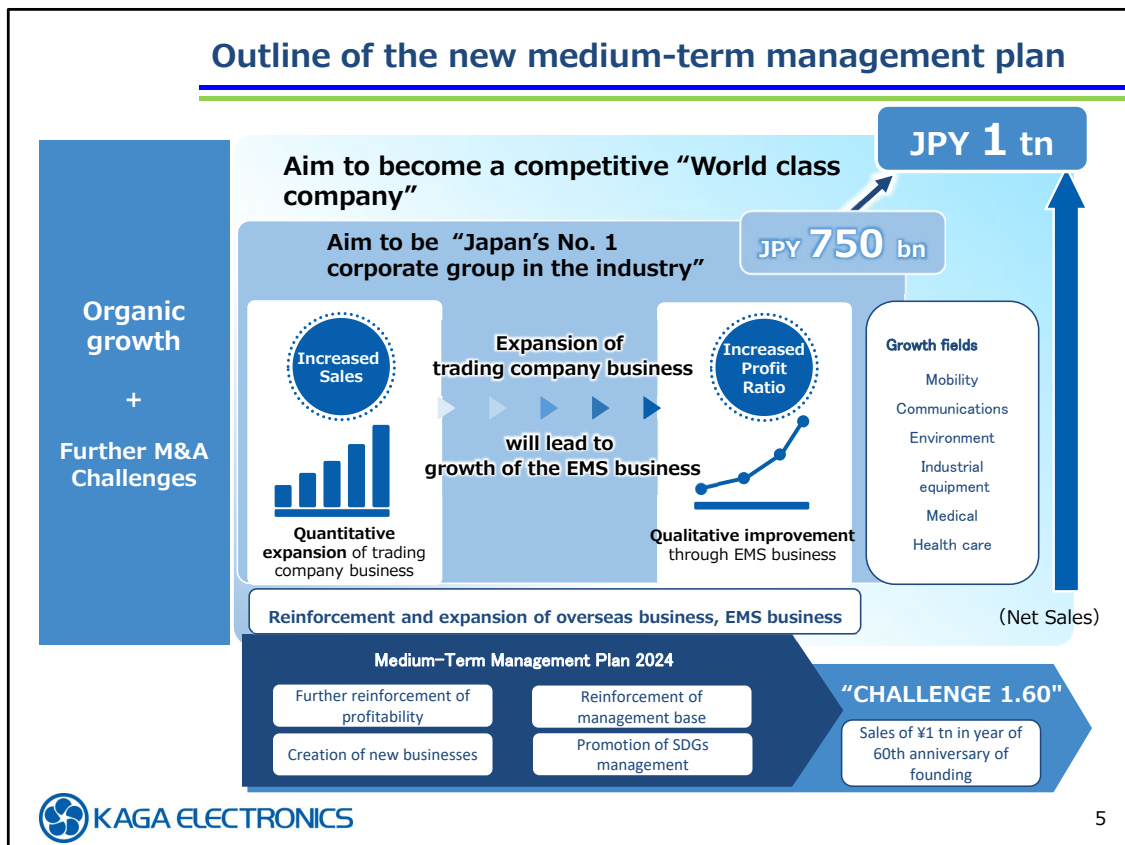 Outline of the new medium-term management plan
JPY 1 tn
Aim to become a competitive “World class
company”
JPY 750 bn
Aim to be “Japan’s No. 1
corporate group in the industry”
Organic
growth
+
Further M&A
Challenges
Increased
Sales
Quantitative
expansion of trading
company business
Expansion of
trading company business
will lead to
growth of the EMS business
Increased
Profit
Ratio
Qualitative improvement
through EMS business
Growth fields
Mobility
Communications
Environment
Industrial
equipment
Medical
Health care
(Net Sales)
Reinforcement and expansion of overseas business, EMS business
Medium-Term Management Plan 2024
Further reinforcement of
profitability
Reinforcement of
management base
Creation of new businesses
Promotion of SDGs
management
“CHALLENGE 1.60"
Sales of ¥1 tn in year of
60th anniversary of
founding
KAGA ELECTRONICS
5